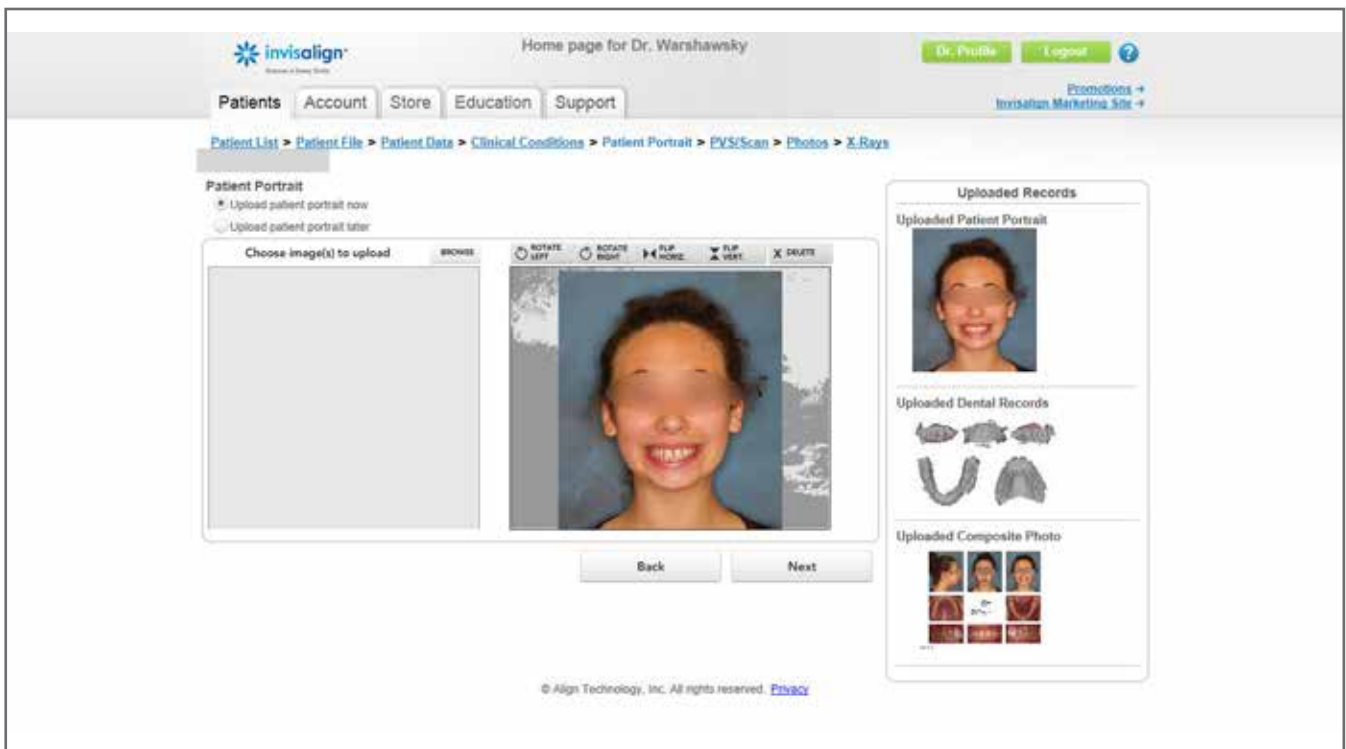 invisalign
Home page for Dr. Warshawsky
Dr. Profile
Logout
?
Promotions →
Invisalign Marketing Site →
Patients
Account
Store
Education
Support
Patient List > Patient File > Patient Data > Clinical Conditions > Patient Portrait > PVS/Scan > Photos > X-Rays
Patient Portrait
Upload patient portrait now
Upload patient portrait later
Choose image(s) to upload
BROWSE
ROTATE LEFT
ROTATE RIGHT
FLIP HORIZ.
FLIP VERT.
X DELETE
Back
Next
Uploaded Records
Uploaded Patient Portrait
Uploaded Dental Records
Uploaded Composite Photo
© Align Technology, Inc. All rights reserved. Privacy